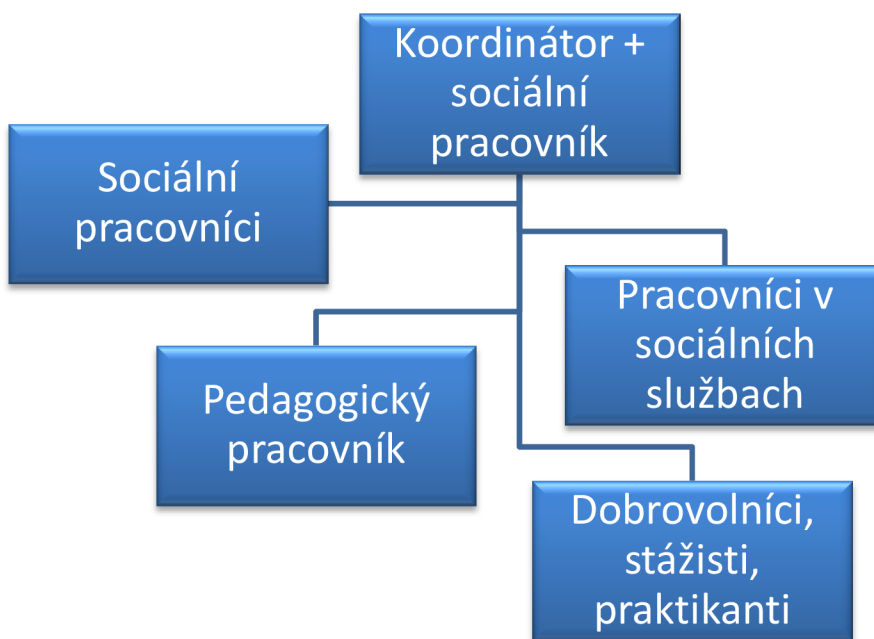 Koordinátor +
sociální
pracovník
Sociální
pracovníci
Pracovníci v
sociálních
službach
Pedagogický
pracovník
Dobrovolníci,
stážisti,
praktikanti